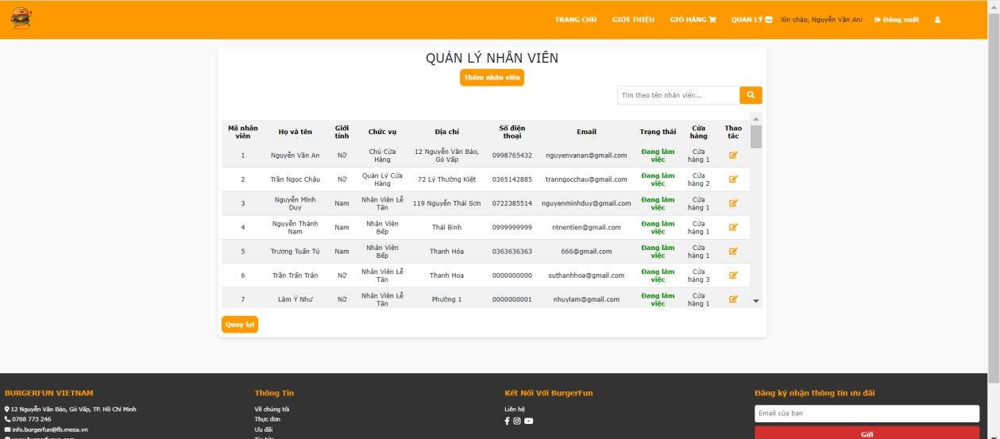 TRANG CHỦ GIỚI THIỆU GIỎ HÀNG QUẢN LÝ Xin chào, Nguyễn Văn An! Đăng xuất
QUẢN LÝ NHÂN VIÊN
Thêm nhân viên
Tìm theo tên nhân viên...
Mã nhân viên Họ và tên Giới tính Chức vụ Địa chỉ Số điện thoại Email Trạng thái Cửa hàng Thao tác
1 Nguyễn Văn An Nữ Chủ Cửa Hàng 12 Nguyễn Văn Bảo, Gò Vấp 0998765432 nguyenvanan@gmail.com Đang làm việc Cửa hàng 1
2 Trần Ngọc Châu Nữ Quản Lý Cửa Hàng 72 Lý Thường Kiệt 0365142885 tranngocchau@gmail.com Đang làm việc Cửa hàng 2
3 Nguyễn Minh Duy Nam Nhân Viên Lễ Tân 119 Nguyễn Thái Sơn 0722385514 nguyenminhduy@gmail.com Đang làm việc Cửa hàng 1
4 Nguyễn Thành Nam Nam Nhân Viên Bếp Thái Bình 0999999999 ntnentien@gmail.com Đang làm việc Cửa hàng 1
5 Trương Tuấn Tú Nam Nhân Viên Bếp Thanh Hóa 0363636363 666@gmail.com Đang làm việc Cửa hàng 1
6 Trần Trấn Trân Nữ Nhân Viên Lễ Tân Thanh Hoa 0000000000 suthanhhoa@gmail.com Đang làm việc Cửa hàng 3
7 Lâm Ý Như Nữ Nhân Viên Lễ Tân Phường 1 0000000001 nhuylam@gmail.com Đang làm việc Cửa hàng 1
Quay lại
BURGERFUN VIETNAM
12 Nguyễn Văn Bảo, Gò Vấp, TP. Hồ Chí Minh
0788 773 246
info.burgerfun@fb.mesa.vn
Thông Tin
Về chúng tôi
Thực đơn
Ưu đãi
Tin tức
Kết Nối Với BurgerFun
Liên hệ
Đăng ký nhận thông tin ưu đãi
Email của bạn
Gửi